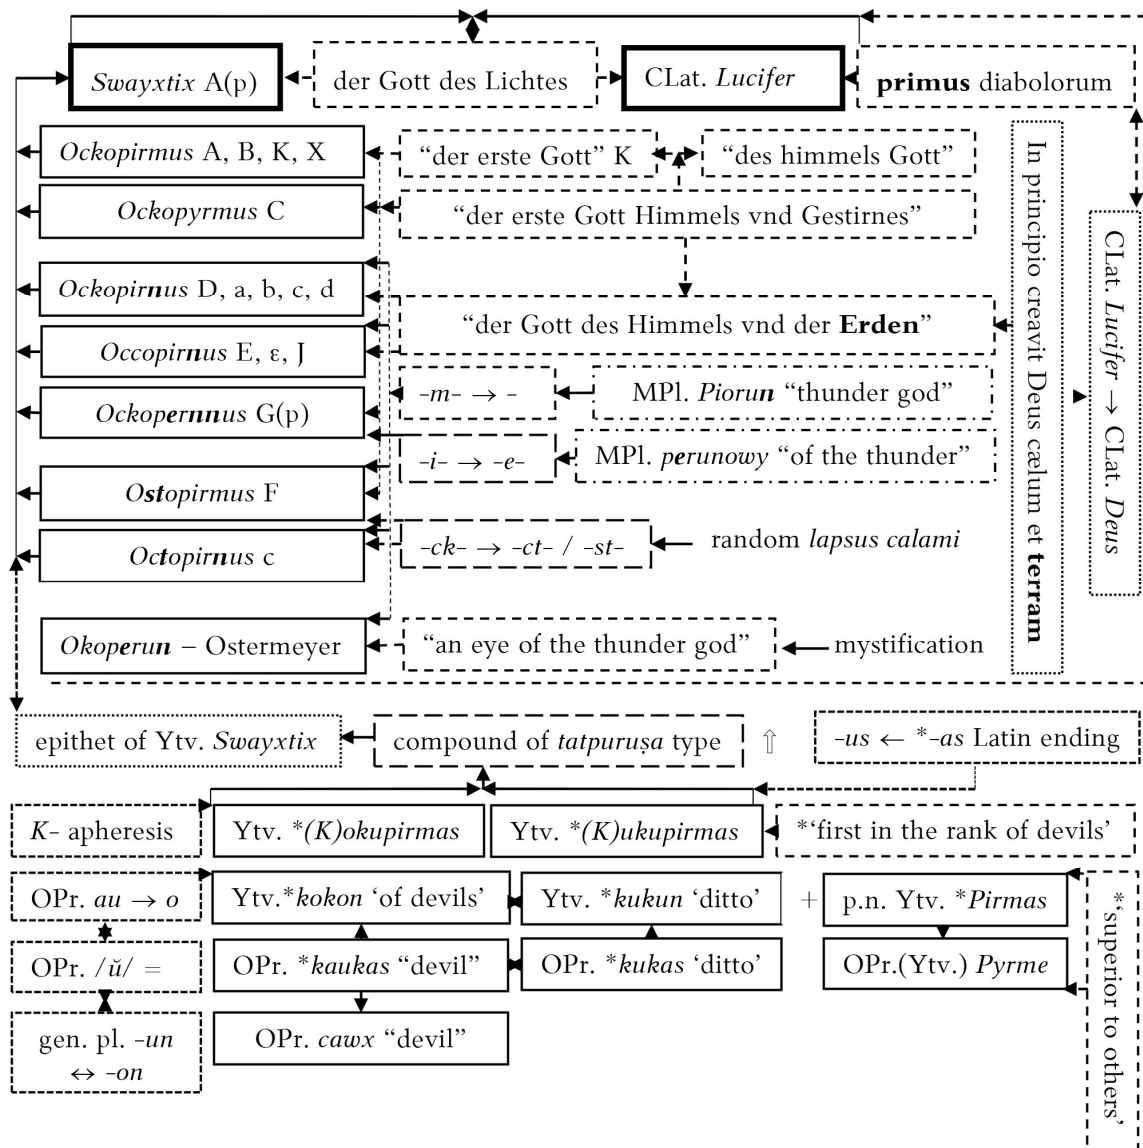 Swayxtix A(p)
der Gott des Lichtes
CLat. Lucifer
primus diabolorum
Ockopirmus A, B, K, X
“der erste Gott” K
“des himmels Gott”
Ockopyrmus C
“der erste Gott Himmels vnd Gestirnes”
Ockopirnus D, a, b, c, d
“der Gott des Himmels vnd der Erden”
Occopirnus E, ε, J
Ockopernnus G(p)
-m- → -
MPl. Piorun “thunder god”
-i- → -e-
MPl. perunowy “of the thunder”
Ostopirmus F
Octopirnus c
-ck- → -ct- / -st-
random lapsus calami
Okoperun – Ostermeyer
“an eye of the thunder god”
mystification
In principio creavit Deus cælum et terram
CLat. Lucifer → CLat. Deus
epithet of Ytv. Swayxtix
compound of tatpuruṣa type
⇑
-us ← *-as Latin ending
K- apheresis
Ytv. *(K)okupirmas
Ytv. *(K)ukupirmas
*‘first in the rank of devils’
OPr. au → o
Ytv.*kokon ‘of devils’
Ytv. *kukun ‘ditto’
+
p.n. Ytv. *Pirmas
OPr. /ŭ/ =
OPr. *kaukas “devil”
OPr. *kukas ‘ditto’
OPr.(Ytv.) Pyrme
gen. pl. -un
↔ -on
OPr. cawx “devil”
*‘superior to others’